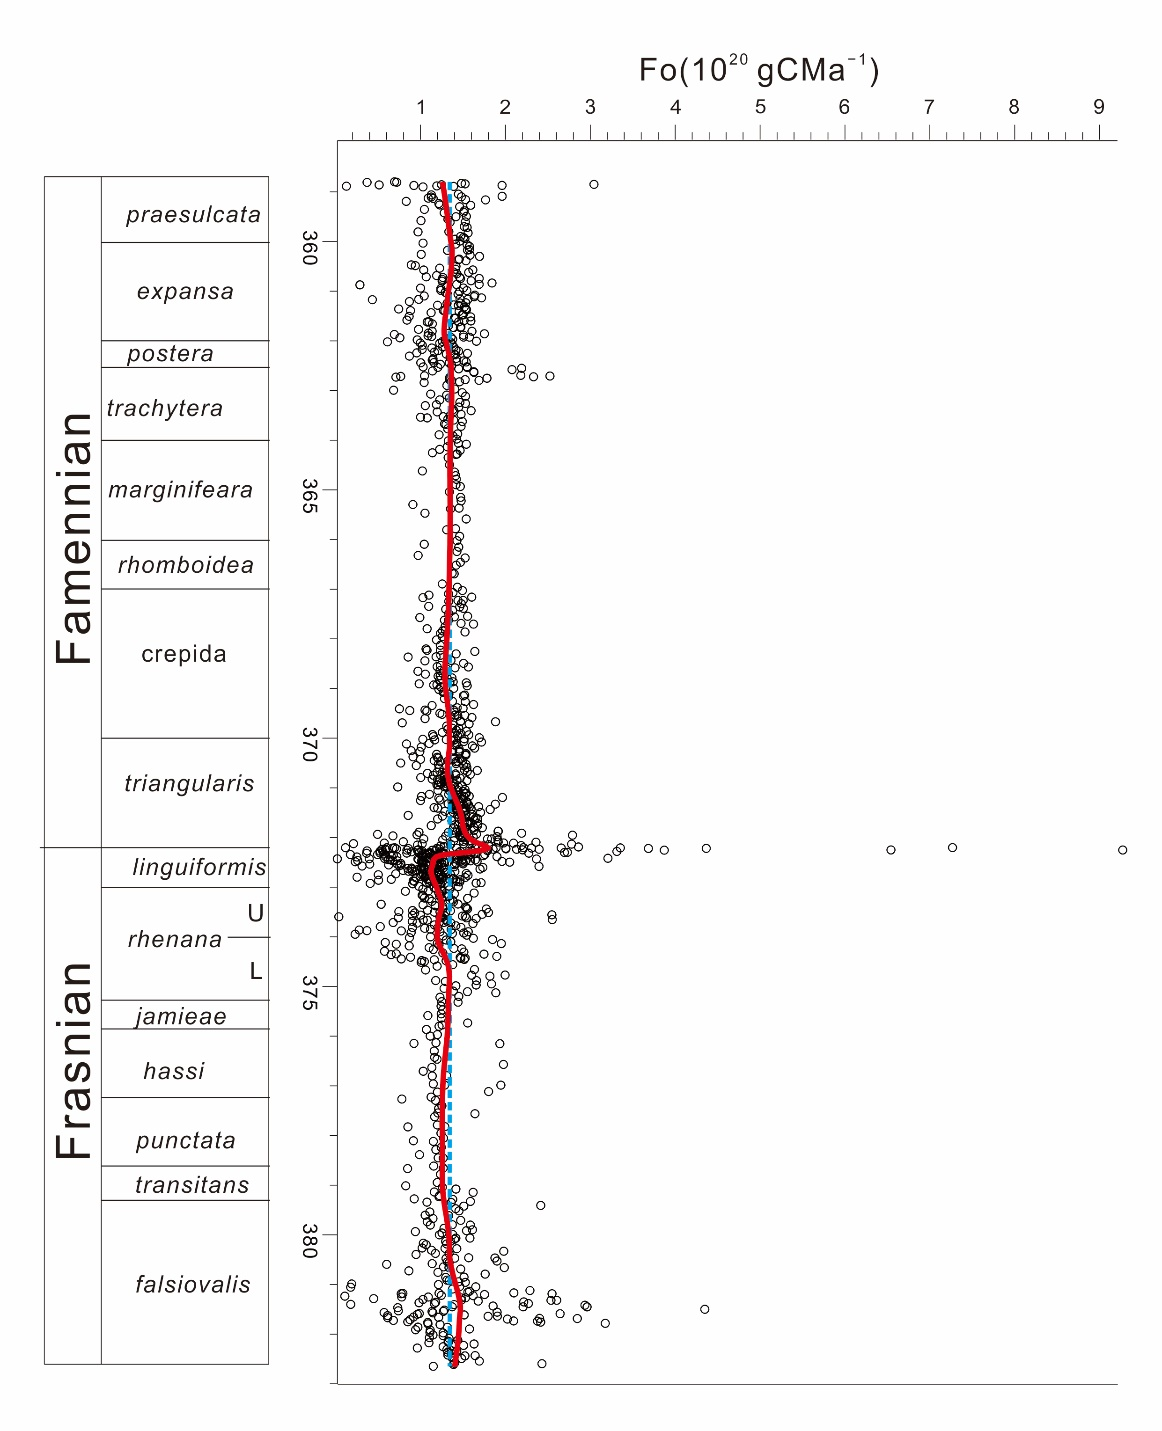 Fo(10²⁰ gCMa⁻¹)
1 2 3 4 5 6 7 8 9
Famennian
praesulcata
expansa
postera
trachytera
marginifeara
rhomboidea
crepida
triangularis
Frasnian
linguiformis
U
rhenana
L
jamieae
hassi
punctata
transitans
falsiovalis
360
365
370
375
380